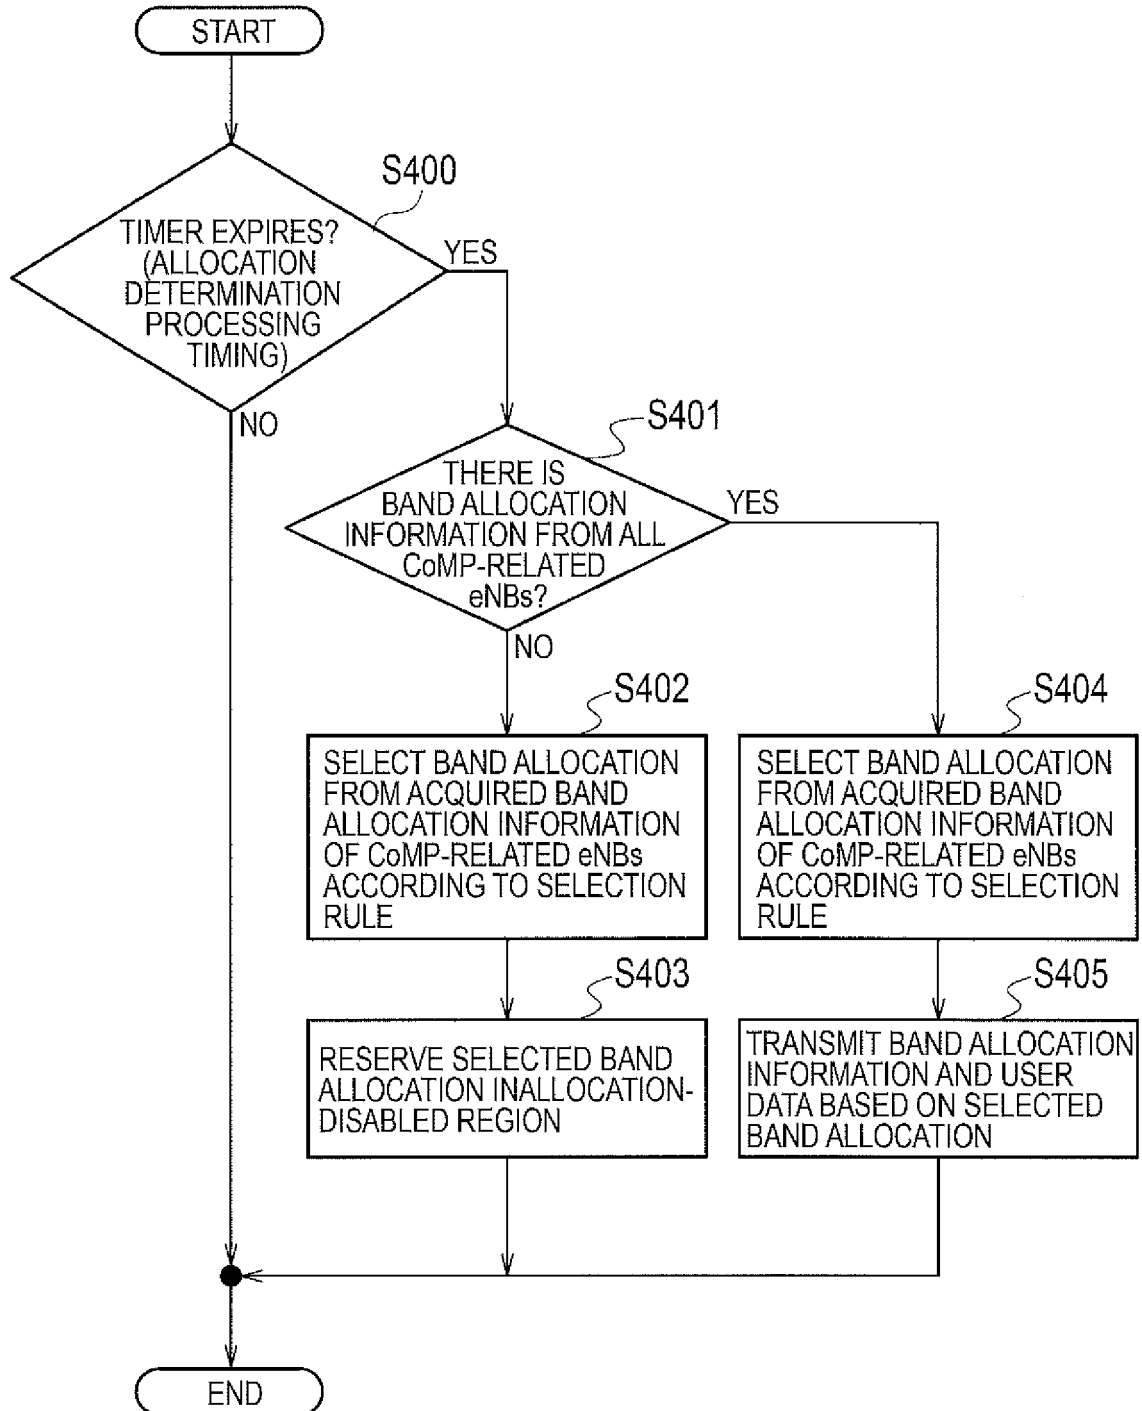 START
S400
TIMER EXPIRES?
(ALLOCATION
DETERMINATION
PROCESSING
TIMING)
YES
NO
S401
THERE IS
BAND ALLOCATION
INFORMATION FROM ALL
CoMP-RELATED
eNBs?
YES
NO
S402
SELECT BAND ALLOCATION
FROM ACQUIRED BAND
ALLOCATION INFORMATION
OF CoMP-RELATED eNBs
ACCORDING TO SELECTION
RULE
S404
SELECT BAND ALLOCATION
FROM ACQUIRED BAND
ALLOCATION INFORMATION
OF CoMP-RELATED eNBs
ACCORDING TO SELECTION
RULE
S403
RESERVE SELECTED BAND
ALLOCATION INALLOCATION-
DISABLED REGION
S405
TRANSMIT BAND ALLOCATION
INFORMATION AND USER
DATA BASED ON SELECTED
BAND ALLOCATION
END